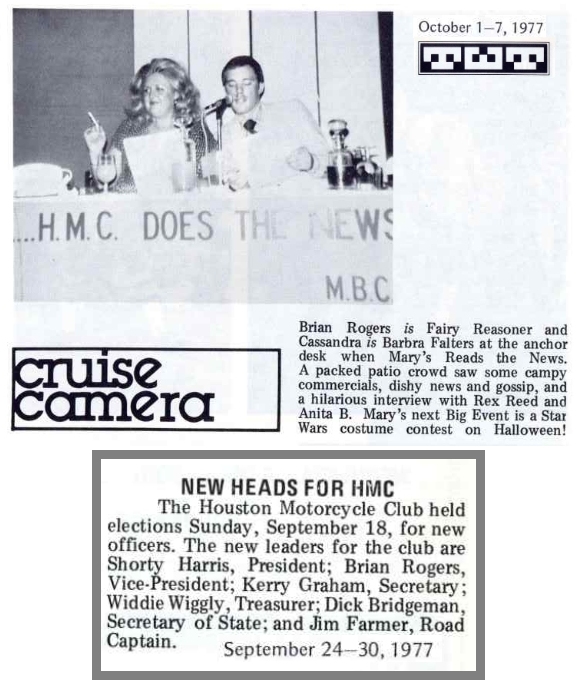 October 1–7, 1977
TWT
...H.M.C. DOES THE NEWS
M.B.C
cruise
camera
Brian Rogers is Fairy Reasoner and
Cassandra is Barbra Falters at the anchor
desk when Mary's Reads the News.
A packed patio crowd saw some campy
commercials, dishy news and gossip, and
a hilarious interview with Rex Reed and
Anita B. Mary's next Big Event is a Star
Wars costume contest on Halloween!
NEW HEADS FOR HMC
The Houston Motorcycle Club held
elections Sunday, September 18, for new
officers. The new leaders for the club are
Shorty Harris, President; Brian Rogers,
Vice-President; Kerry Graham, Secretary;
Widdie Wiggly, Treasurer; Dick Bridgeman,
Secretary of State; and Jim Farmer, Road
Captain.
September 24–30, 1977